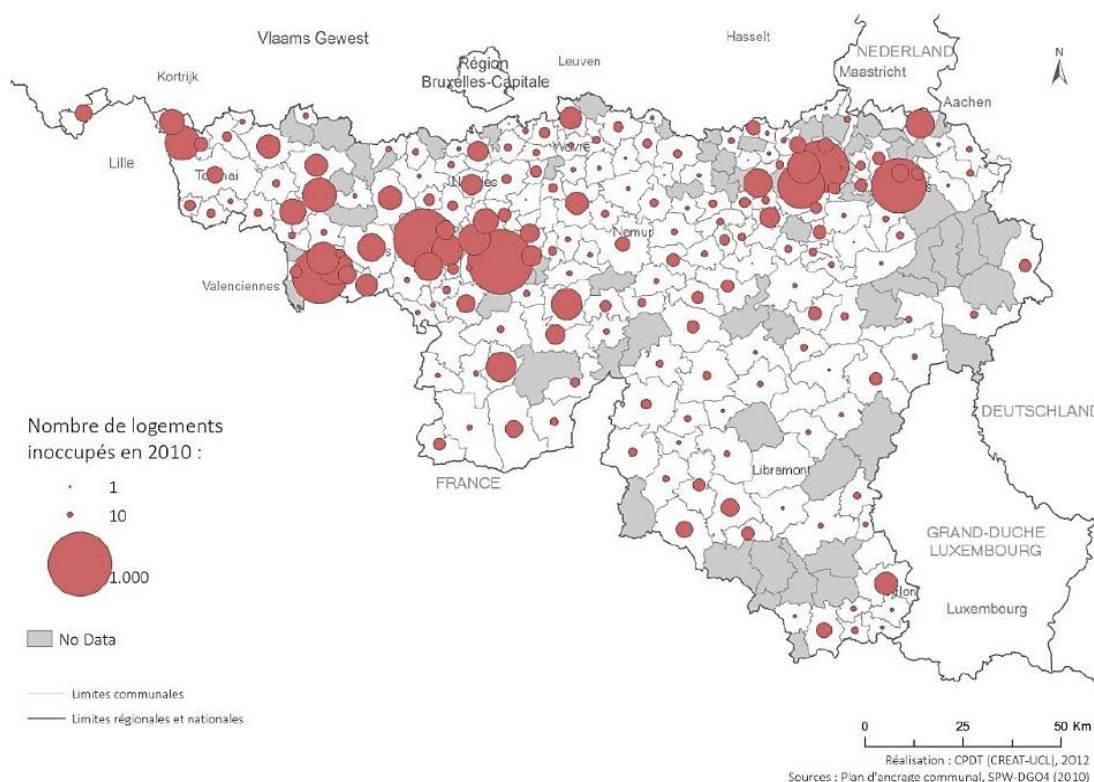 Vlaams Gewest
Hasselt
NEDERLAND
Maastricht
Kortrijk
Région
Bruxelles-Capitale
Leuven
N
Aachen
Lille
Wavre
Namur
Valenciennes
Nombre de logements
inoccupés en 2010 :
1
10
1.000
No Data
Limites communales
Limites régionales et nationales
DEUTSCHLAND
FRANCE
Libramont
GRAND-DUCHE
LUXEMBOURG
Luxembourg
0 25 50 Km
Réalisation : CPDT (CREAT-UCL), 2012
Sources : Plan d'ancrage communal, SPW-DGO4 (2010)